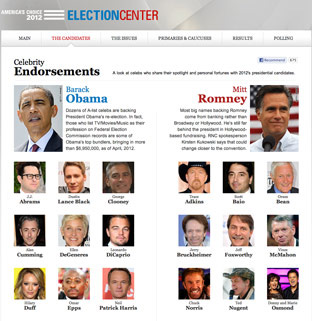 AMERICA'S CHOICE
2012
ELECTIONCENTER
MAIN
THE CANDIDATES
THE ISSUES
PRIMARIES & CAUCUSES
RESULTS
POLLING
Celebrity
Endorsements
A look at celebs who share their spotlight and personal fortunes with 2012's presidential candidates.
Recommend
Barack
Obama
Dozens of A-list celebs are backing
President Obama's re-election. In fact,
those who list TV/Movies/Music as their
profession on Federal Election
Commission records are some of
Obama's top bundlers, bringing in more
than $6,950,000, as of April, 2012.
Mitt
Romney
Most big names backing Romney
come from banking rather than
Broadway or Hollywood. He's still far
behind the president in Hollywood-
based fundraising. RNC spokesperson
Kirsten Kukowski says that could
change closer to the convention.
J.J.
Abrams
Dustin
Lance Black
George
Clooney
Trace
Adkins
Scott
Baio
Orson
Bean
Alan
Cumming
Ellen
DeGeneres
Leonardo
DiCaprio
Jerry
Bruckheimer
Jeff
Foxworthy
Vince
McMahon
Hilary
Duff
Omar
Epps
Neil
Patrick Harris
Chuck
Norris
Ted
Nugent
Donny and Marie
Osmond